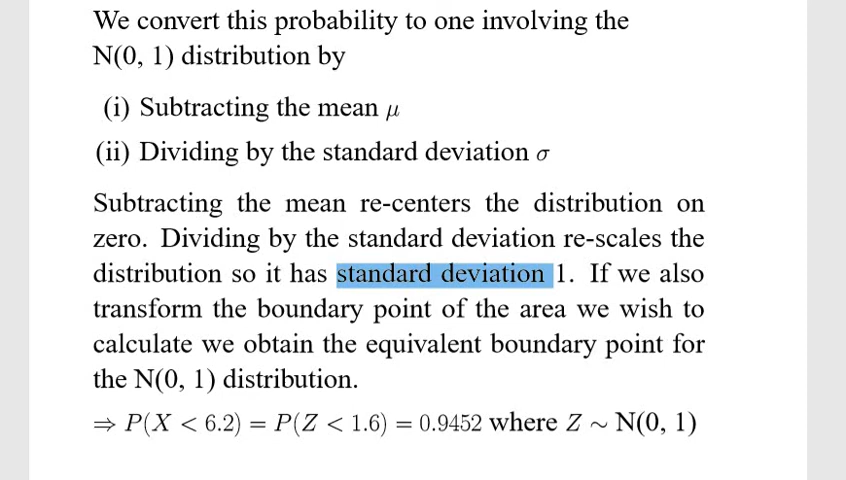 We convert this probability to one involving the
N(0, 1) distribution by
(i) Subtracting the mean μ
(ii) Dividing by the standard deviation σ
Subtracting the mean re-centers the distribution on
zero. Dividing by the standard deviation re-scales the
distribution so it has standard deviation 1. If we also
transform the boundary point of the area we wish to
calculate we obtain the equivalent boundary point for
the N(0, 1) distribution.
⇒ P(X < 6.2) = P(Z < 1.6) = 0.9452 where Z ∼ N(0, 1)